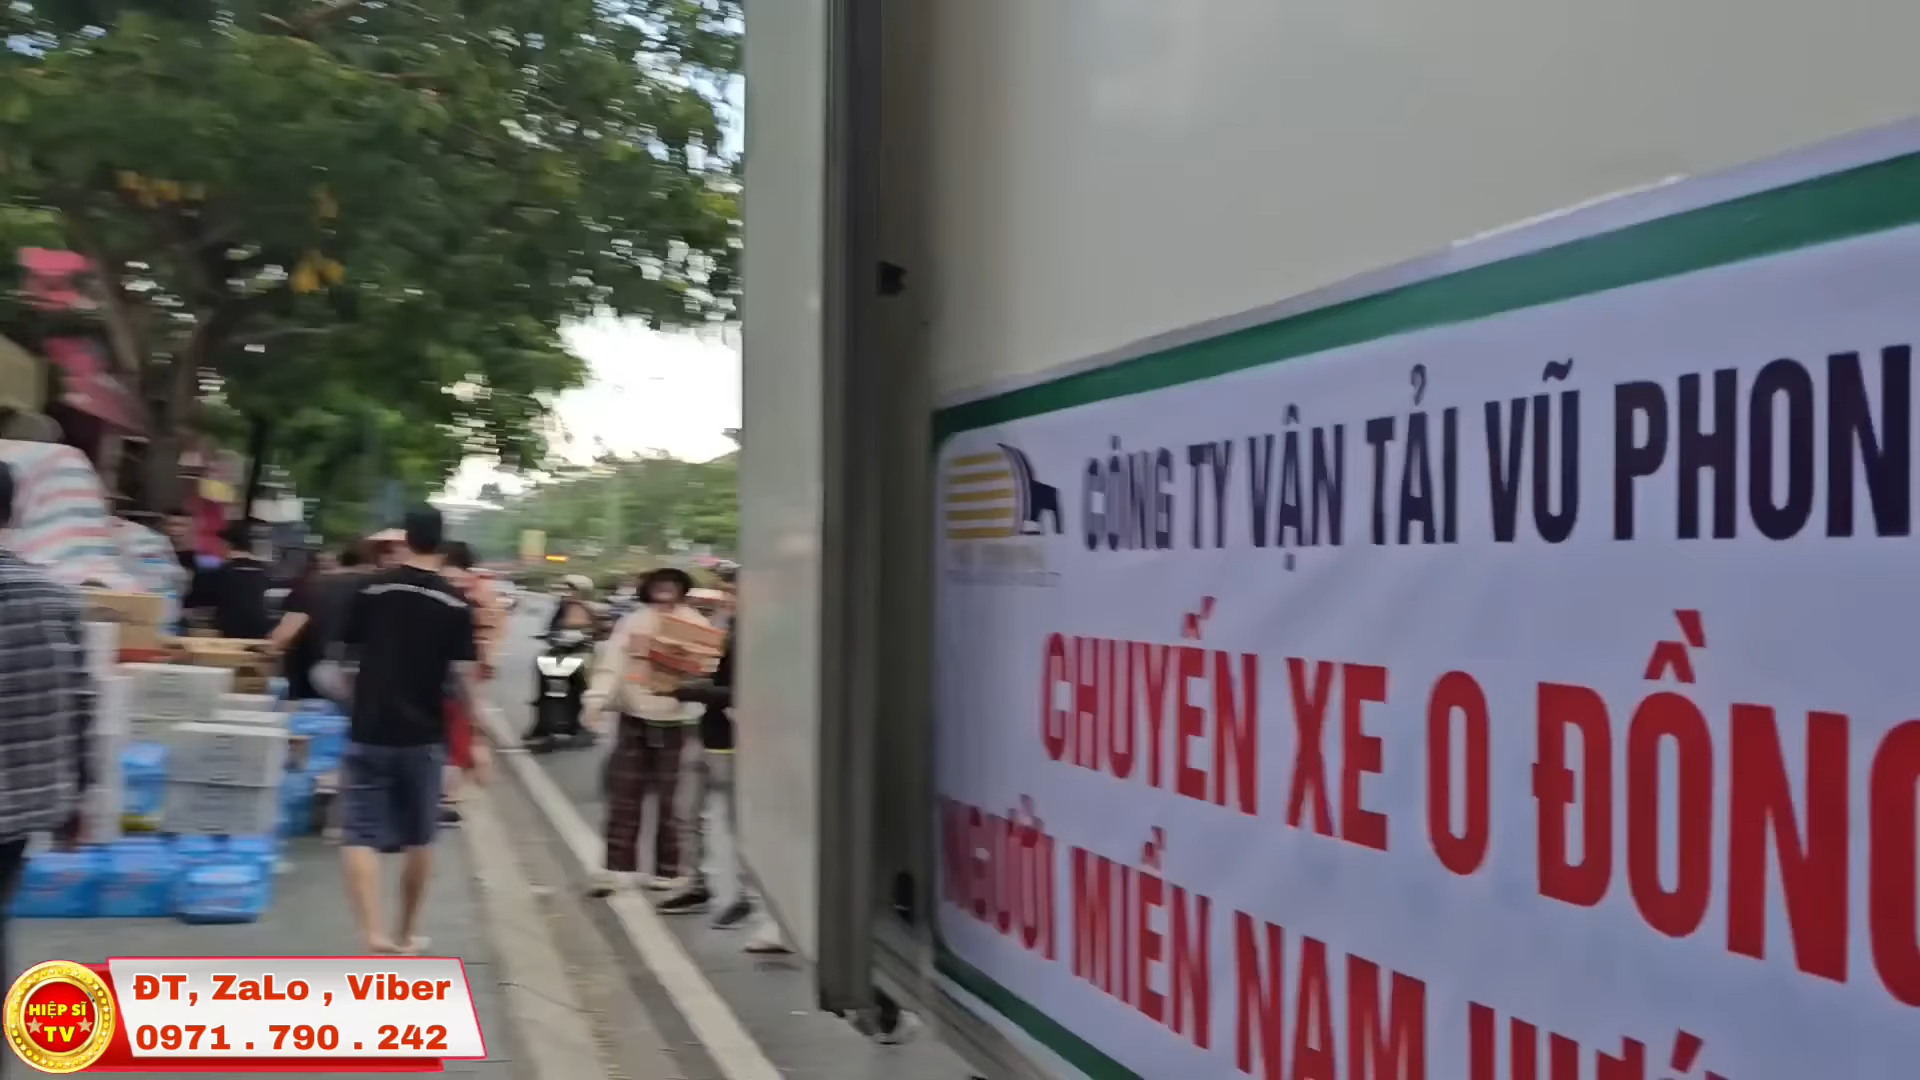 CÔNG TY VẬN TẢI VŨ PHON
CHUYẾN XE 0 ĐỒNG
NGƯỜI MIỀN NAM HƯỚ
ĐT, ZaLo , Viber
0971 . 790 . 242
HIỆP SĨ
TV